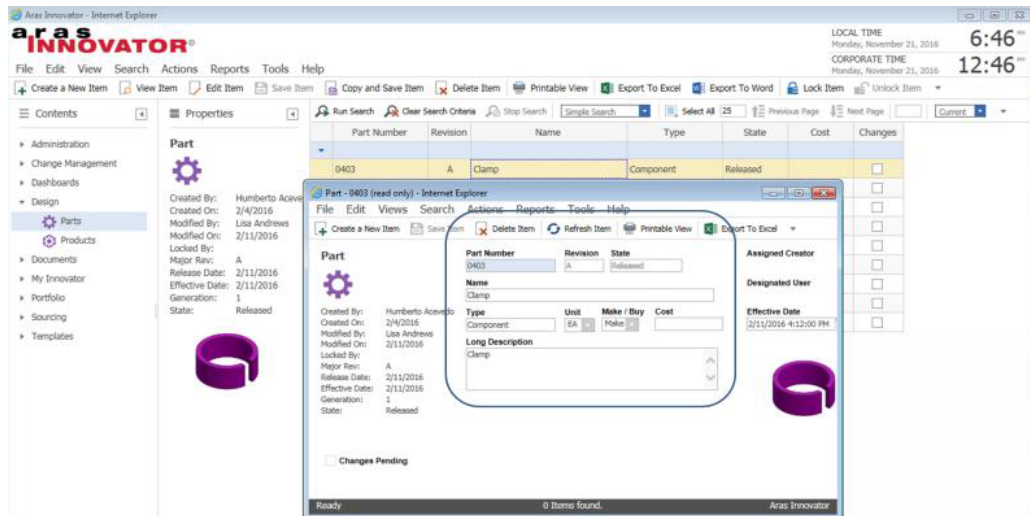 Aras Innovator - Internet Explorer
aras INNOVATOR®
LOCAL TIME
Monday, November 21, 2016
6:46
CORPORATE TIME
Monday, November 21, 2016
12:46
File Edit View Search Actions Reports Tools Help
Create a New Item View Item Edit Item Save Item Copy and Save Item Delete Item Printable View Export To Excel Export To Word Lock Item Unlock Item
Contents
Administration
Change Management
Dashboards
Design
Parts
Products
Documents
My Innovator
Portfolio
Sourcing
Templates
Properties
Part
Created By: Humberto Aceve
Created On: 2/4/2016
Modified By: Lisa Andrews
Modified On: 2/11/2016
Locked By:
Major Rev: A
Release Date: 2/11/2016
Effective Date: 2/11/2016
Generation: 1
State: Released
Run Search Clear Search Criteria Stop Search Simple Search Select All 25 Previous Page Next Page Current
Part Number Revision Name Type State Cost Changes
0403 A Clamp Component Released
Part - 0403 (read only) - Internet Explorer
File Edit Views Search Actions Reports Tools Help
Create a New Item Save Item Delete Item Refresh Item Printable View Export To Excel
Part
Created By: Humberto Acevedo
Created On: 2/4/2016
Modified By: Lisa Andrews
Modified On: 2/11/2016
Locked By:
Major Rev: A
Release Date: 2/11/2016
Effective Date: 2/11/2016
Generation: 1
State: Released
Part Number Revision State
0403 A Released
Name
Clamp
Type Unit Make / Buy Cost
Component EA Make
Long Description
Clamp
Assigned Creator
Designated User
Effective Date
2/11/2016 4:12:00 PM
Changes Pending
Ready 0 Items found. Aras Innovator